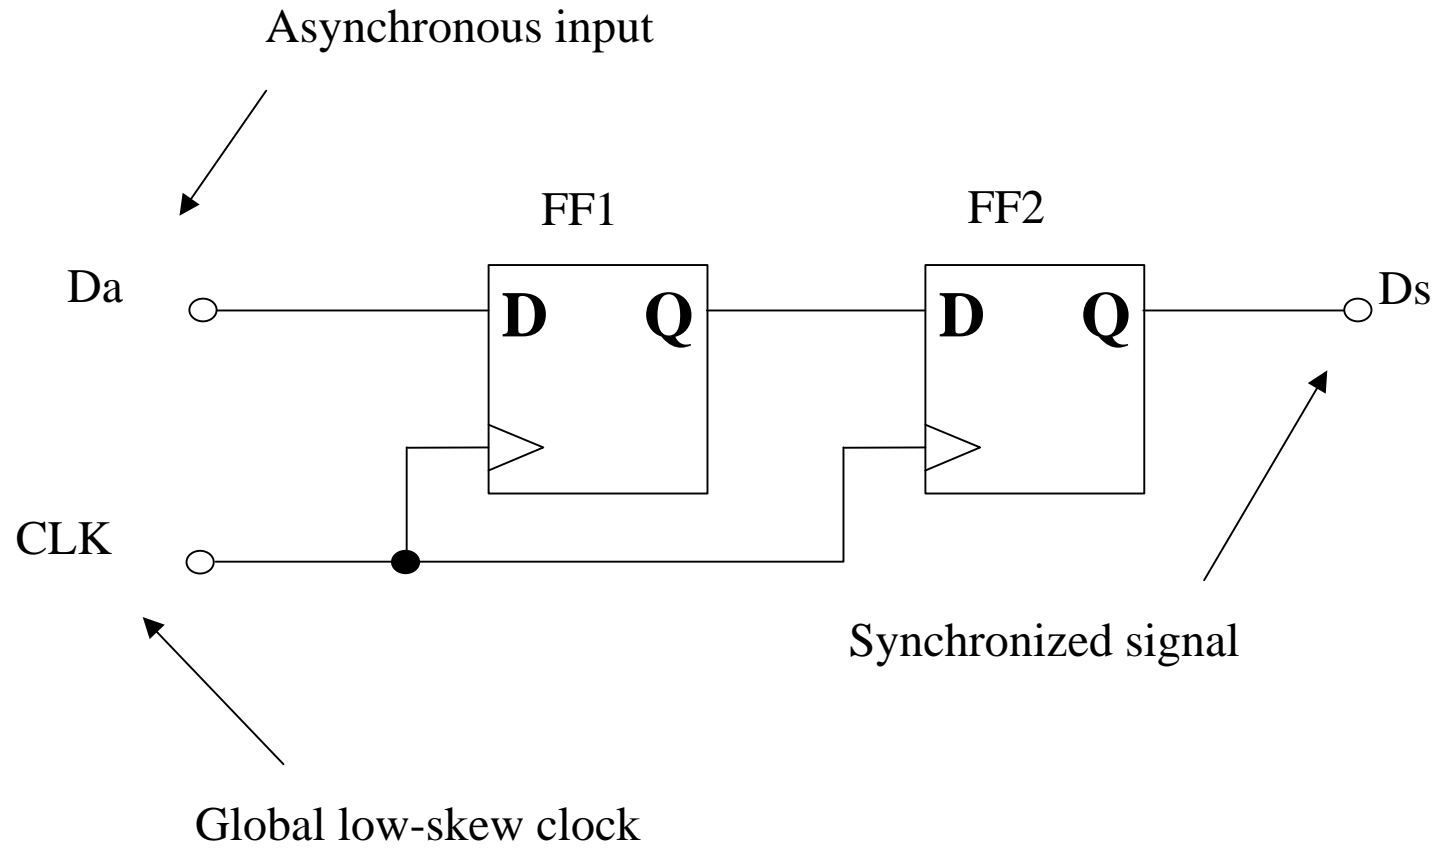 Asynchronous input
FF1
FF2
Da
D
Q
D
Q
Ds
CLK
Synchronized signal
Global low-skew clock